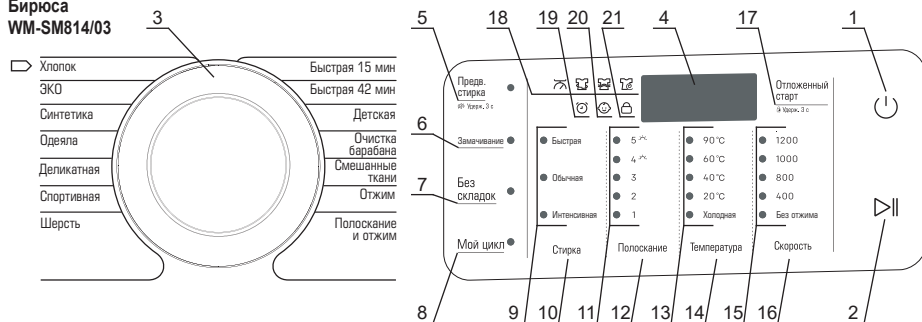 Бирюса
WM-SM814/03
3
Хлопок
ЭКО
Синтетика
Одеяла
Деликатная
Спортивная
Шерсть
Быстрая 15 мин
Быстрая 42 мин
Детская
Очистка
барабана
Смешанные
ткани
Отжим
Полоскание
и отжим
5
18
19
20
21
4
17
1
Предв.
стирка
Удерж. 3 с
Отложенный
старт
Удерж. 3 с
6
Замачивание
7
Без
складок
Мой цикл
Быстрая
Обычная
Интенсивная
Стирка
5
4
3
2
1
Полоскание
90°C
60°C
40°C
20°C
Холодная
Температура
1200
1000
800
400
Без отжима
Скорость
8
9
10
11
12
13
14
15
16
2